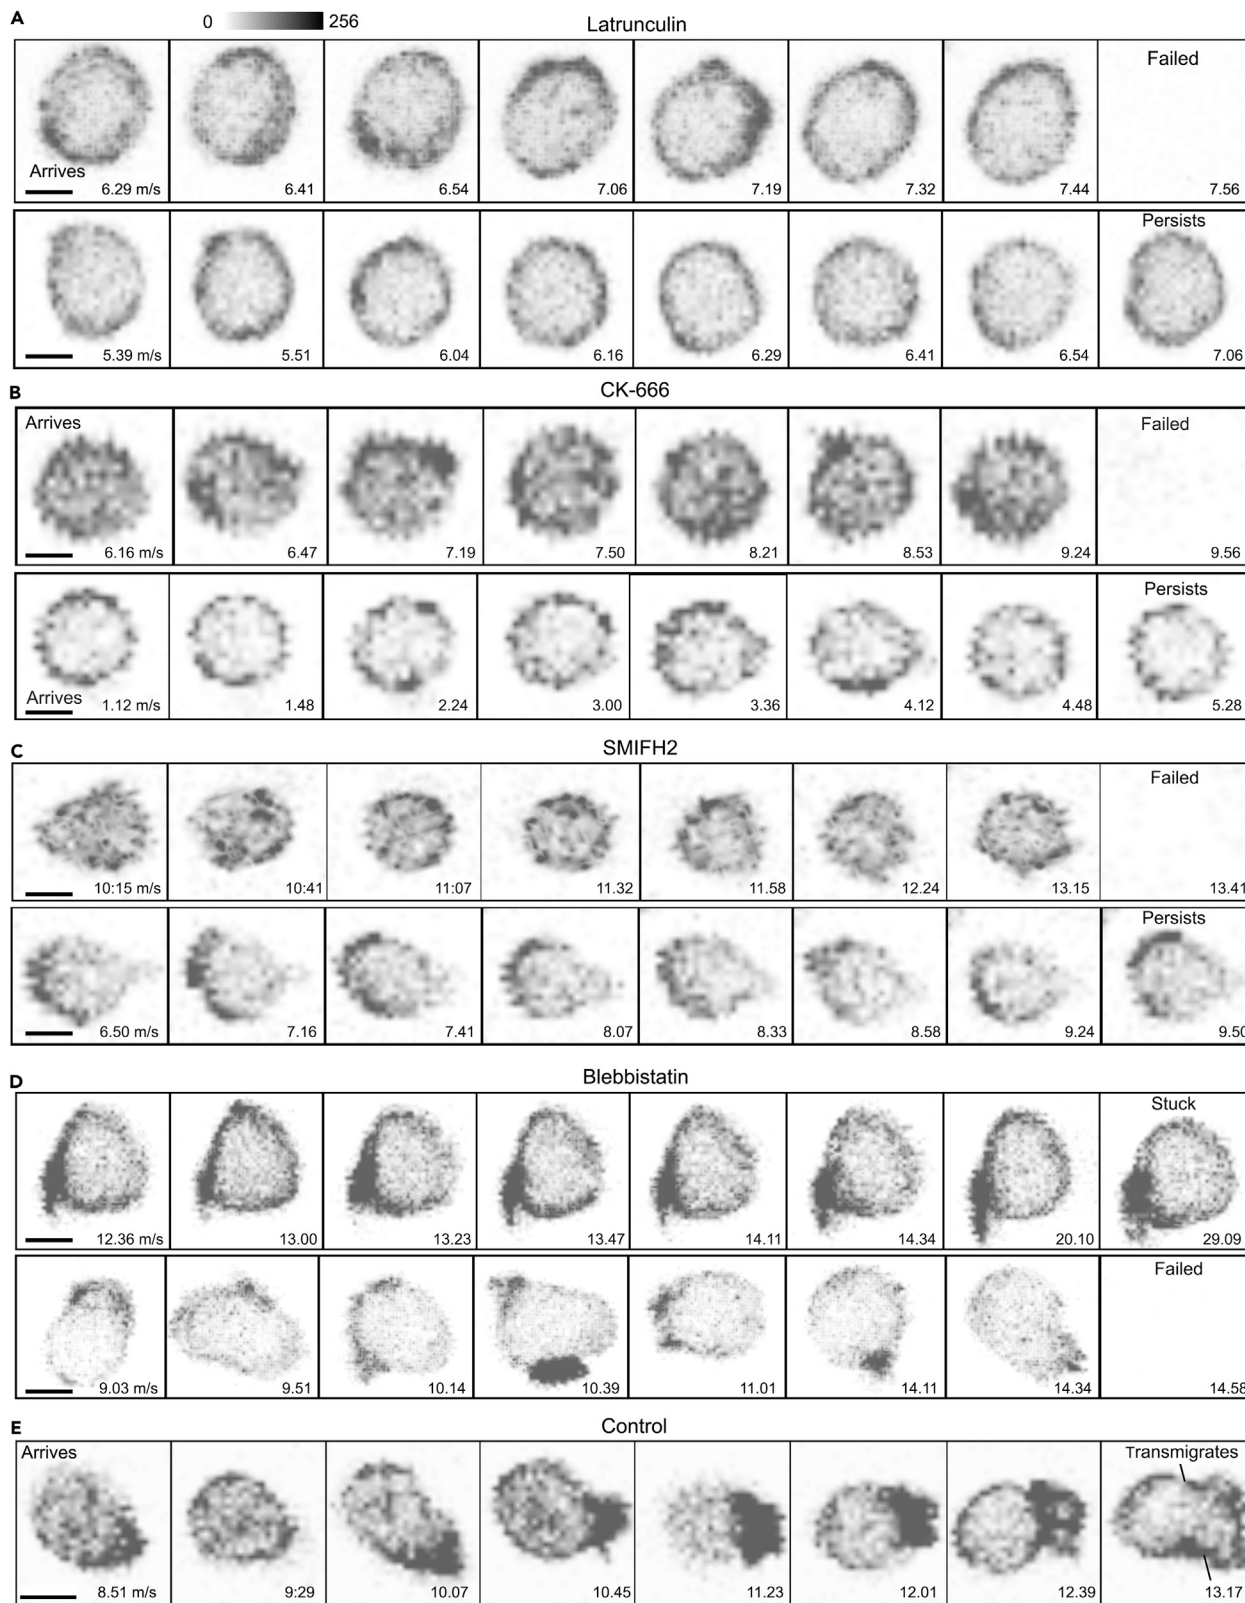 A
0 256
Latrunculin
Failed
Arrives
6.29 m/s 6.41 6.54 7.06 7.19 7.32 7.44 7.56
Persists
5.39 m/s 5.51 6.04 6.16 6.29 6.41 6.54 7.06
B
CK-666
Arrives Failed
6.16 m/s 6.47 7.19 7.50 8.21 8.53 9.24 9.56
Persists
Arrives
1.12 m/s 1.48 2.24 3.00 3.36 4.12 4.48 5.28
C
SMIFH2
Failed
10:15 m/s 10:41 11:07 11.32 11.58 12.24 13.15 13.41
Persists
6.50 m/s 7.16 7.41 8.07 8.33 8.58 9.24 9.50
D
Blebbistatin
Stuck
12.36 m/s 13.00 13.23 13.47 14.11 14.34 20.10 29.09
Failed
9.03 m/s 9.51 10.14 10.39 11.01 14.11 14.34 14.58
E
Control
Arrives Transmigrates
8.51 m/s 9:29 10.07 10.45 11.23 12.01 12.39 13.17